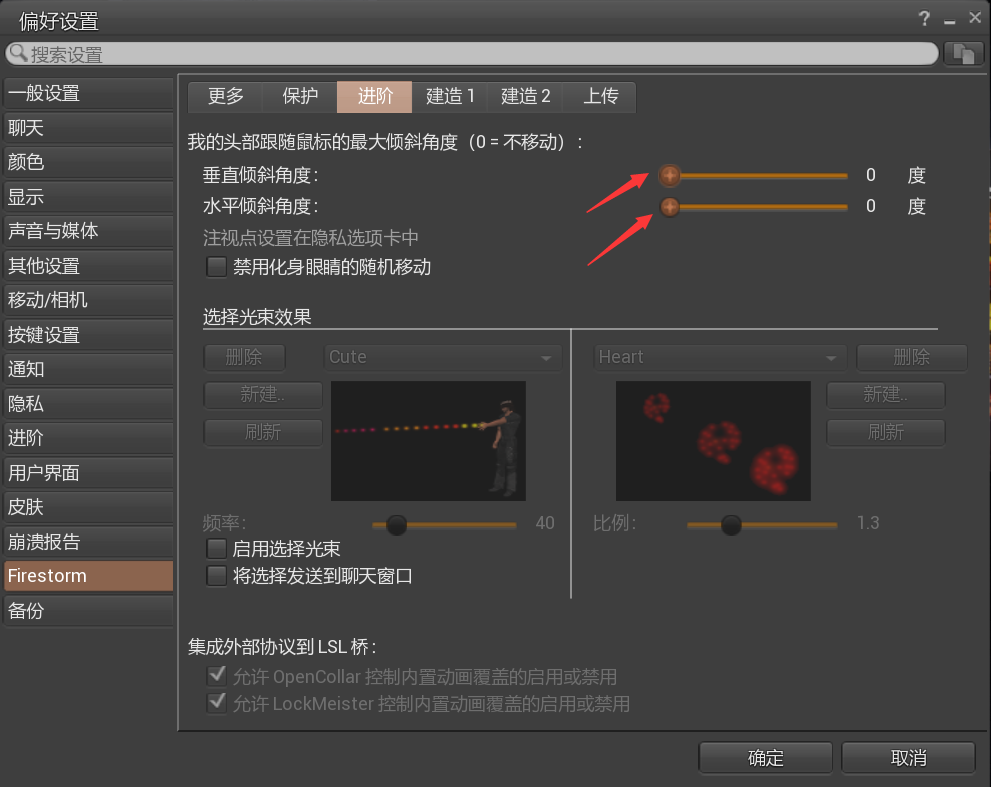 偏好设置
?
搜索设置
一般设置
聊天
颜色
显示
声音与媒体
其他设置
移动/相机
按键设置
通知
隐私
进阶
用户界面
皮肤
崩溃报告
Firestorm
备份
更多 保护 进阶 建造 1 建造 2 上传
我的头部跟随鼠标的最大倾斜角度（0 = 不移动）:
垂直倾斜角度: 0 度
水平倾斜角度: 0 度
注视点设置在隐私选项卡中
禁用化身眼睛的随机移动
选择光束效果
删除 Cute
新建..
刷新
频率: 40
启用选择光束
将选择发送到聊天窗口
Heart 删除
新建..
刷新
比例: 1.3
集成外部协议到 LSL 桥:
允许 OpenCollar 控制内置动画覆盖的启用或禁用
允许 LockMeister 控制内置动画覆盖的启用或禁用
确定 取消